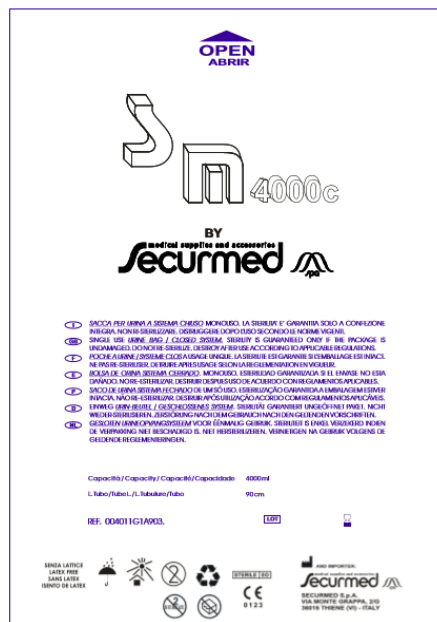 OPEN
ABRIR
Sm 4000c
BY
medical supplies and accessories
securmed spa
I SACCA PER URINA A SISTEMA CHIUSO MONOUSO. LA STERILITA' E' GARANTITA SOLO A CONFEZIONE
INTEGRA. NON RI-STERILIZZARE. DISTRUGGERE DOPO L'USO SECONDO LE NORME VIGENTI.
GB SINGLE USE URINE BAG / CLOSED SYSTEM. STERILITY IS GUARANTEED ONLY IF THE PACKAGE IS
UNDAMAGED. DO NOT RE-STERILIZE. DESTROY AFTER USE ACCORDING TO APPLICABLE REGULATIONS.
F POCHE A URINE / SYSTEME CLOS A USAGE UNIQUE. LA STERILITE EST GARANTIE SI L'EMBALLAGE EST INTACT.
NE PAS RE-STERILISER. DETRUIRE APRES USAGE SELON LA REGLEMENTATION EN VIGUEUR.
E BOLSA DE ORINA SISTEMA CERRADO. MONOUSO. ESTERILIDAD GARANTIZADA SI EL ENVASE NO ESTA
DAÑADO. NO RE-ESTERILIZAR. DESTRUIR DESPUES USO DE ACUERDO CON REGLAMENTOS APLICABLES.
P SACO DE URINA SISTEMA FECHADO DE UM SÓ USO. ESTERILIZAÇÃO GARANTIDA A EMBALAGEM ESTIVER
INTACTA. NÃO RE-ESTERILIZAR. DESTRUIR APÓS UTILIZAÇÃO ACORDO COM REGULAMENTOS APLICÁVEIS.
D EINWEG URIN-BEUTEL / GESCHLOSSENES SYSTEM. STERILITÄT GARANTIERT UNGEÖFFNET PAKET. NICHT
WIEDER-STERILISIEREN. ZERSTÖRUNG NACH DEM GEBRAUCH NACH DEN GELTENDEN VORSCHRIFTEN.
NL GESLOTEN URINEOPVANGSYSTEEM VOOR ÉÉNMALIG GEBRUIK. STERILITEIT IS ENKEL VERZEKERD INDIEN
DE VERPAKKING NIET BESCHADIGD IS. NIET HERSTERILIZEREN. VERNIETIGEN NA GEBRUIK VOLGENS DE
GELDENDE REGLEMENTERINGEN.
Capacità/Capacity/Capacité/Capacidade 4000ml
L.Tubo/Tube L./L.Tubulure/Tubo 90cm
REF. 004011G1A903. LOT
SENZA LATTICE
LATEX FREE
SANS LATEX
ISENTO DE LATEX
2
STERILE EO
CE
0123
AND IMPORTER:
medical supplies and accessories
securmed spa
SECURMED S.p.A.
VIA MONTE GRAPPA, 2/G
36016 THIENE (VI) - ITALY